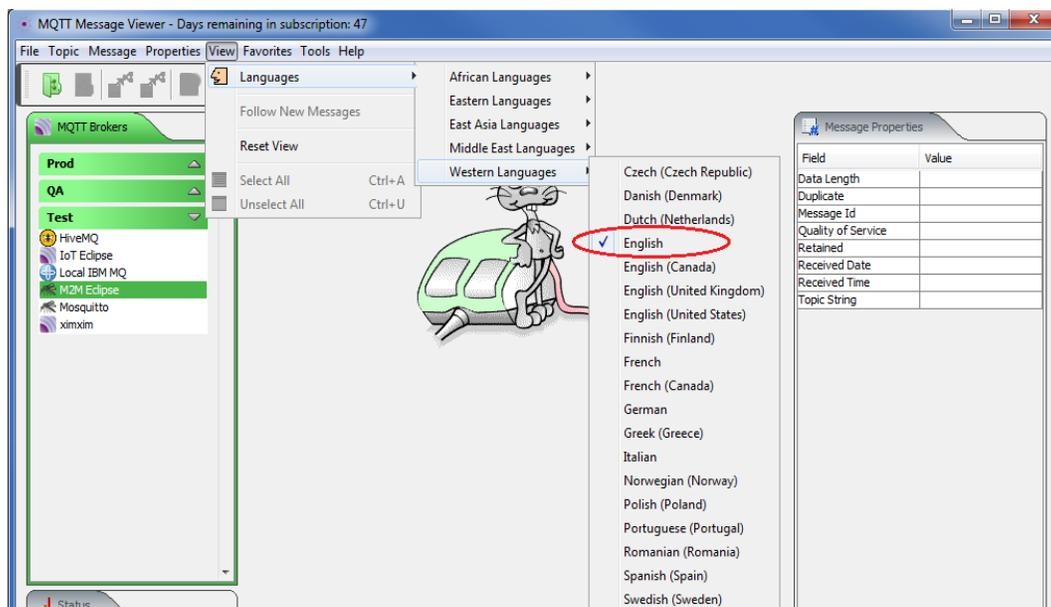 MQTT Message Viewer - Days remaining in subscription: 47
File Topic Message Properties View Favorites Tools Help
Languages
Follow New Messages
Reset View
Select All Ctrl+A
Unselect All Ctrl+U
African Languages
Eastern Languages
East Asia Languages
Middle East Languages
Western Languages
Czech (Czech Republic)
Danish (Denmark)
Dutch (Netherlands)
English
English (Canada)
English (United Kingdom)
English (United States)
Finnish (Finland)
French
French (Canada)
German
Greek (Greece)
Italian
Norwegian (Norway)
Polish (Poland)
Portuguese (Portugal)
Romanian (Romania)
Spanish (Spain)
Swedish (Sweden)
MQTT Brokers
Prod
QA
Test
HiveMQ
IoT Eclipse
Local IBM MQ
M2M Eclipse
Mosquitto
ximxim
Status
Message Properties
Field Value
Data Length
Duplicate
Message Id
Quality of Service
Retained
Received Date
Received Time
Topic String